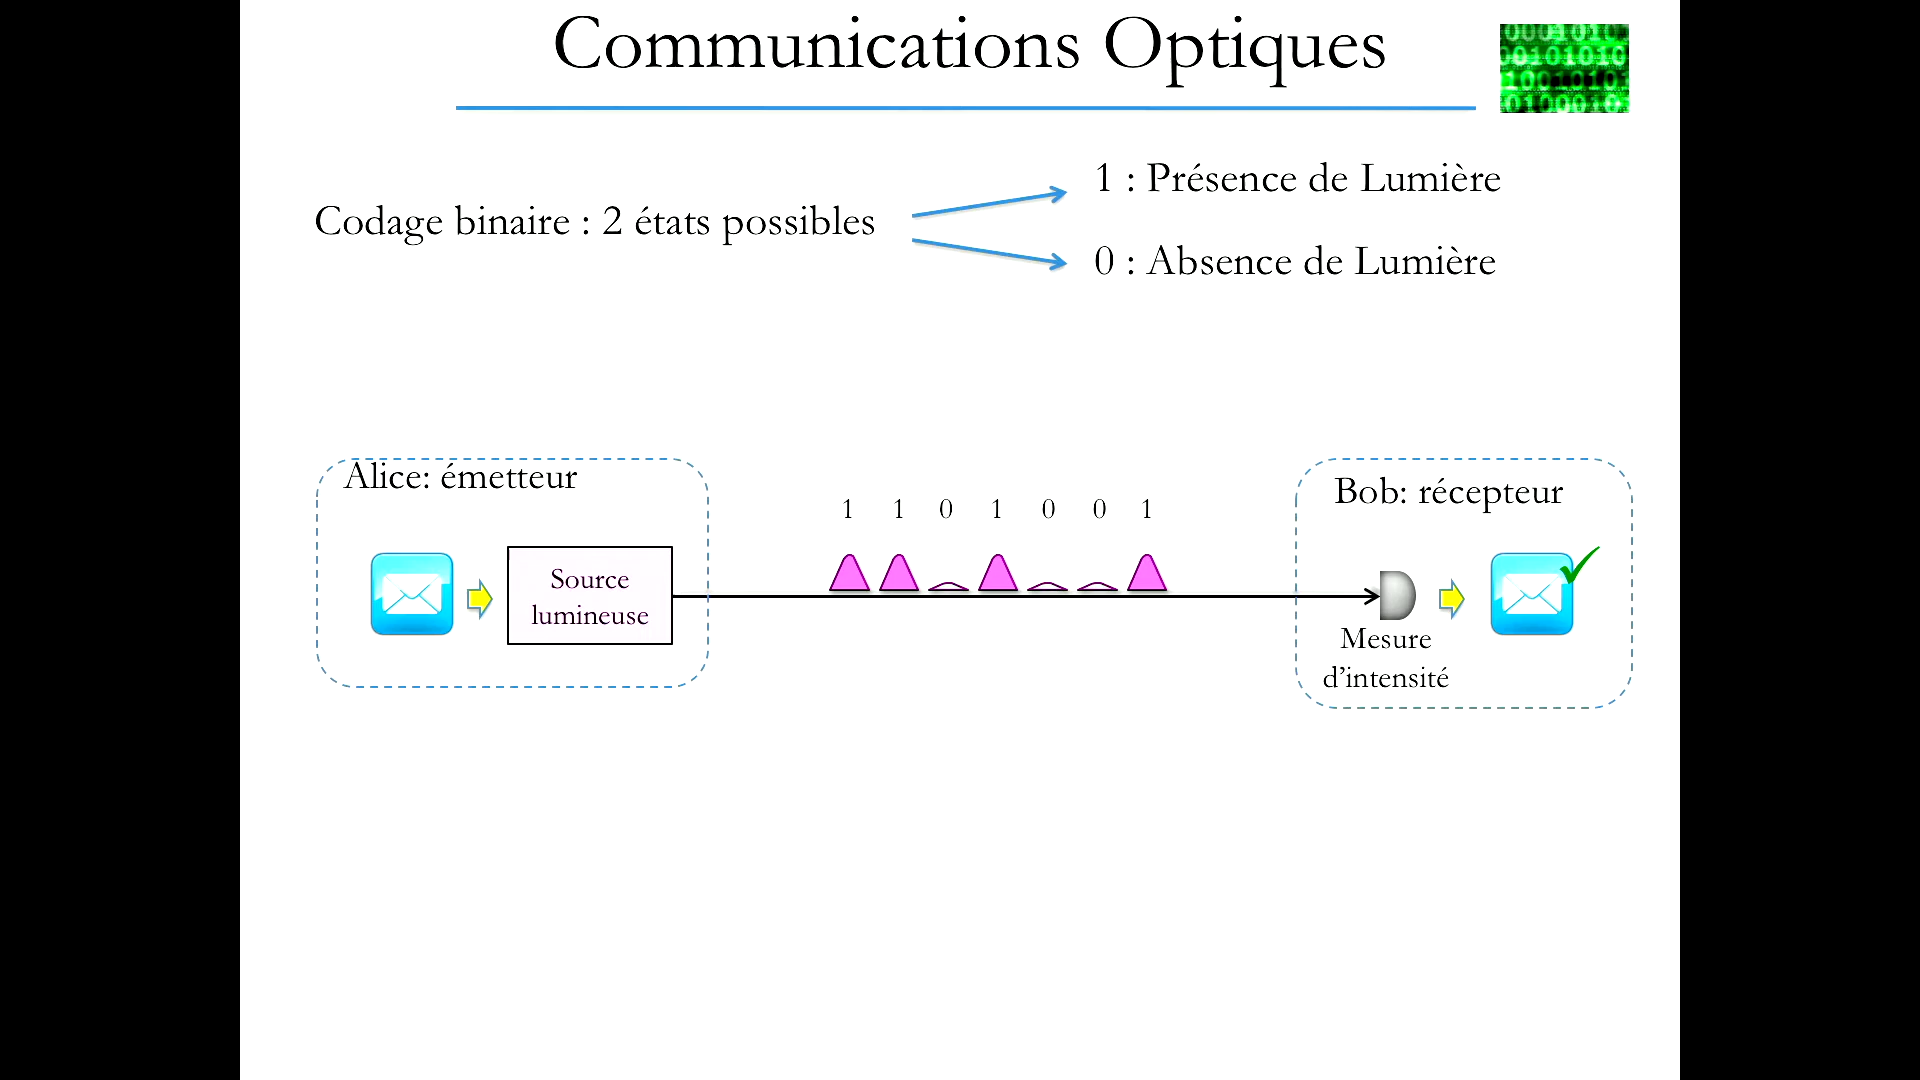 Communications Optiques
Codage binaire : 2 états possibles
1 : Présence de Lumière
0 : Absence de Lumière
Alice: émetteur
Source
lumineuse
1 1 0 1 0 0 1
Bob: récepteur
Mesure
d’intensité